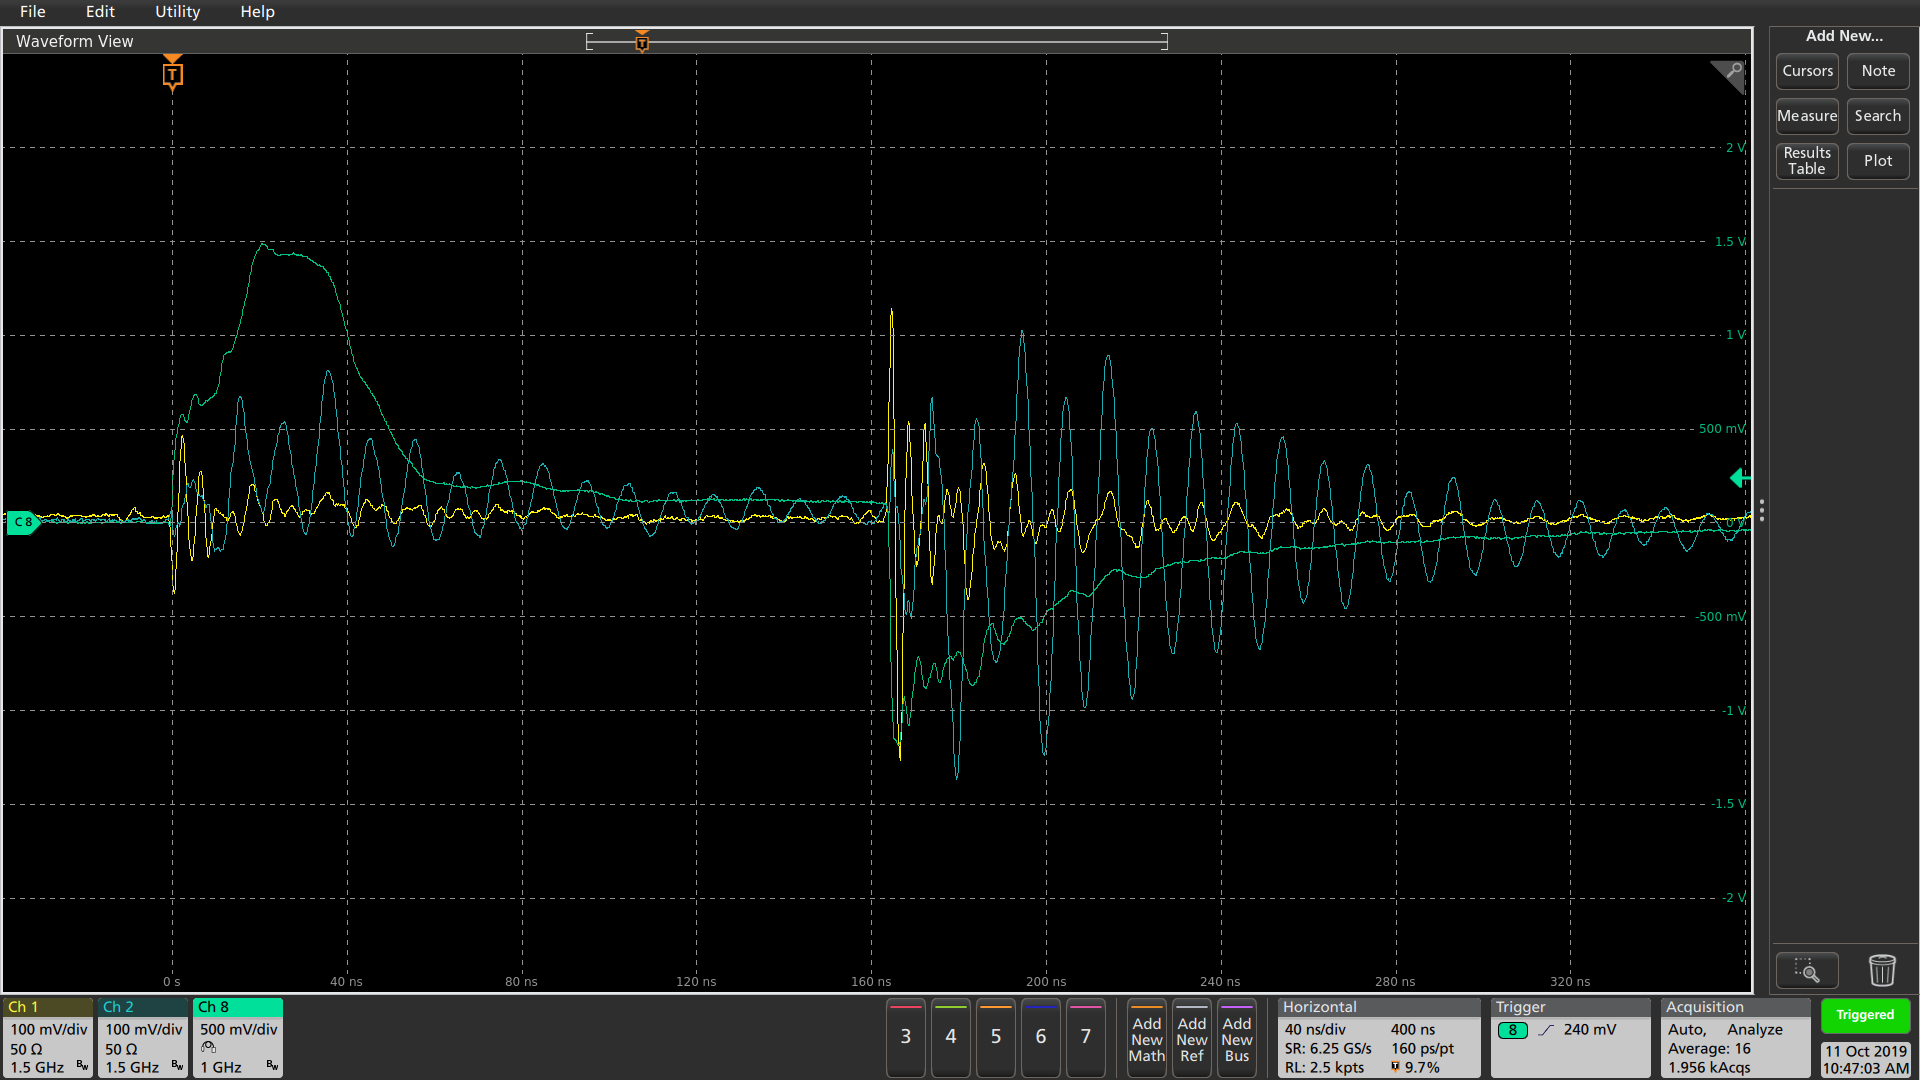 File Edit Utility Help
Waveform View
T
T
Add New...
Cursors Note
Measure Search
Results Table Plot
2 V
1.5 V
1 V
500 mV
C 8
0 V
-500 mV
-1 V
-1.5 V
-2 V
0 s 40 ns 80 ns 120 ns 160 ns 200 ns 240 ns 280 ns 320 ns
Ch 1
100 mV/div
50 Ω
1.5 GHz Bw
Ch 2
100 mV/div
50 Ω
1.5 GHz Bw
Ch 8
500 mV/div
1 GHz Bw
3 4 5 6 7
Add New Math
Add New Ref
Add New Bus
Horizontal
40 ns/div 400 ns
SR: 6.25 GS/s 160 ps/pt
RL: 2.5 kpts T 9.7%
Trigger
8 240 mV
Acquisition
Auto, Analyze
Average: 16
1.956 kAcqs
Triggered
11 Oct 2019
10:47:03 AM